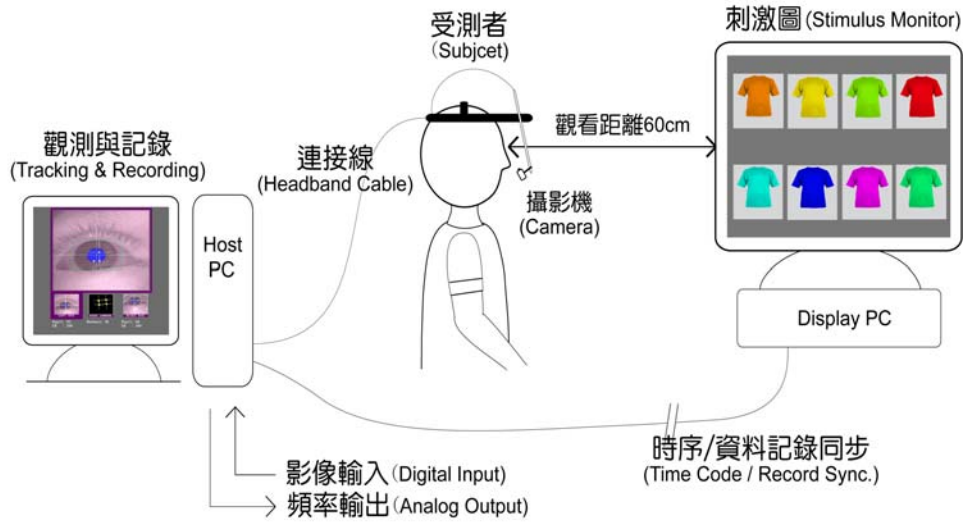 受測者
(Subjcet)
刺激圖(Stimulus Monitor)
觀看距離60cm
觀測與記錄
(Tracking & Recording)
連接線
(Headband Cable)
攝影機
(Camera)
Host
PC
Display PC
時序/資料記錄同步
(Time Code / Record Sync.)
影像輸入(Digital Input)
頻率輸出(Analog Output)